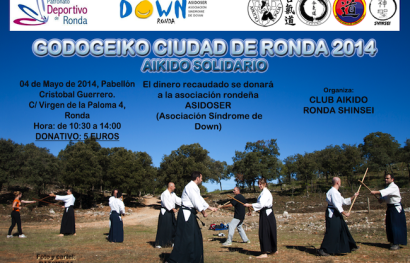 Patronato
Deportivo
de Ronda
DOWN
RONDA
ASIDOSER
SHINSEI
GODOGEIKO CIUDAD DE RONDA 2014
AIKIDO SOLIDARIO
04 de Mayo de 2014, Pabellón
Cristobal Guerrero.
C/ Virgen de la Paloma 4,
Ronda
Hora: de 10:30 a 14:00
DONATIVO: 5 EUROS
El dinero recaudado se donará
a la asociación rondeña
ASIDOSER
(Asociación Síndrome de
Down)
Organiza:
CLUB AIKIDO
RONDA SHINSEI